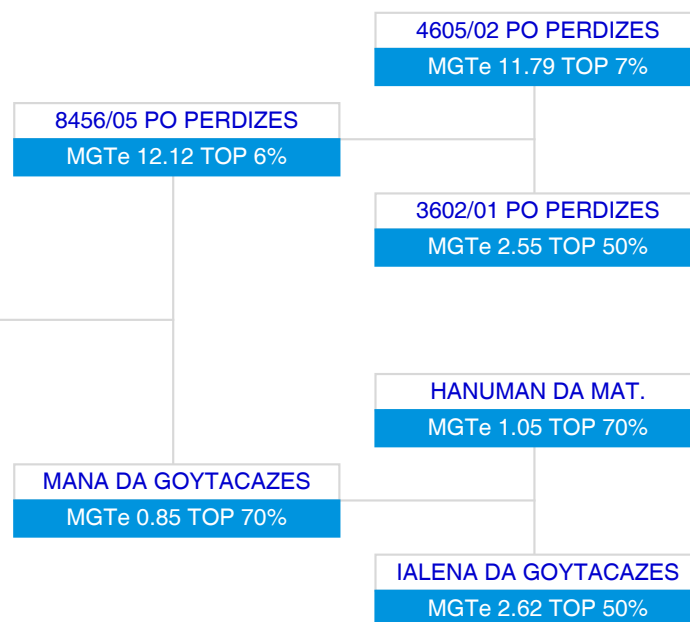 4605/02 PO PERDIZES
MGTe 11.79 TOP 7%
8456/05 PO PERDIZES
MGTe 12.12 TOP 6%
3602/01 PO PERDIZES
MGTe 2.55 TOP 50%
HANUMAN DA MAT.
MGTe 1.05 TOP 70%
MANA DA GOYTACAZES
MGTe 0.85 TOP 70%
IALENA DA GOYTACAZES
MGTe 2.62 TOP 50%